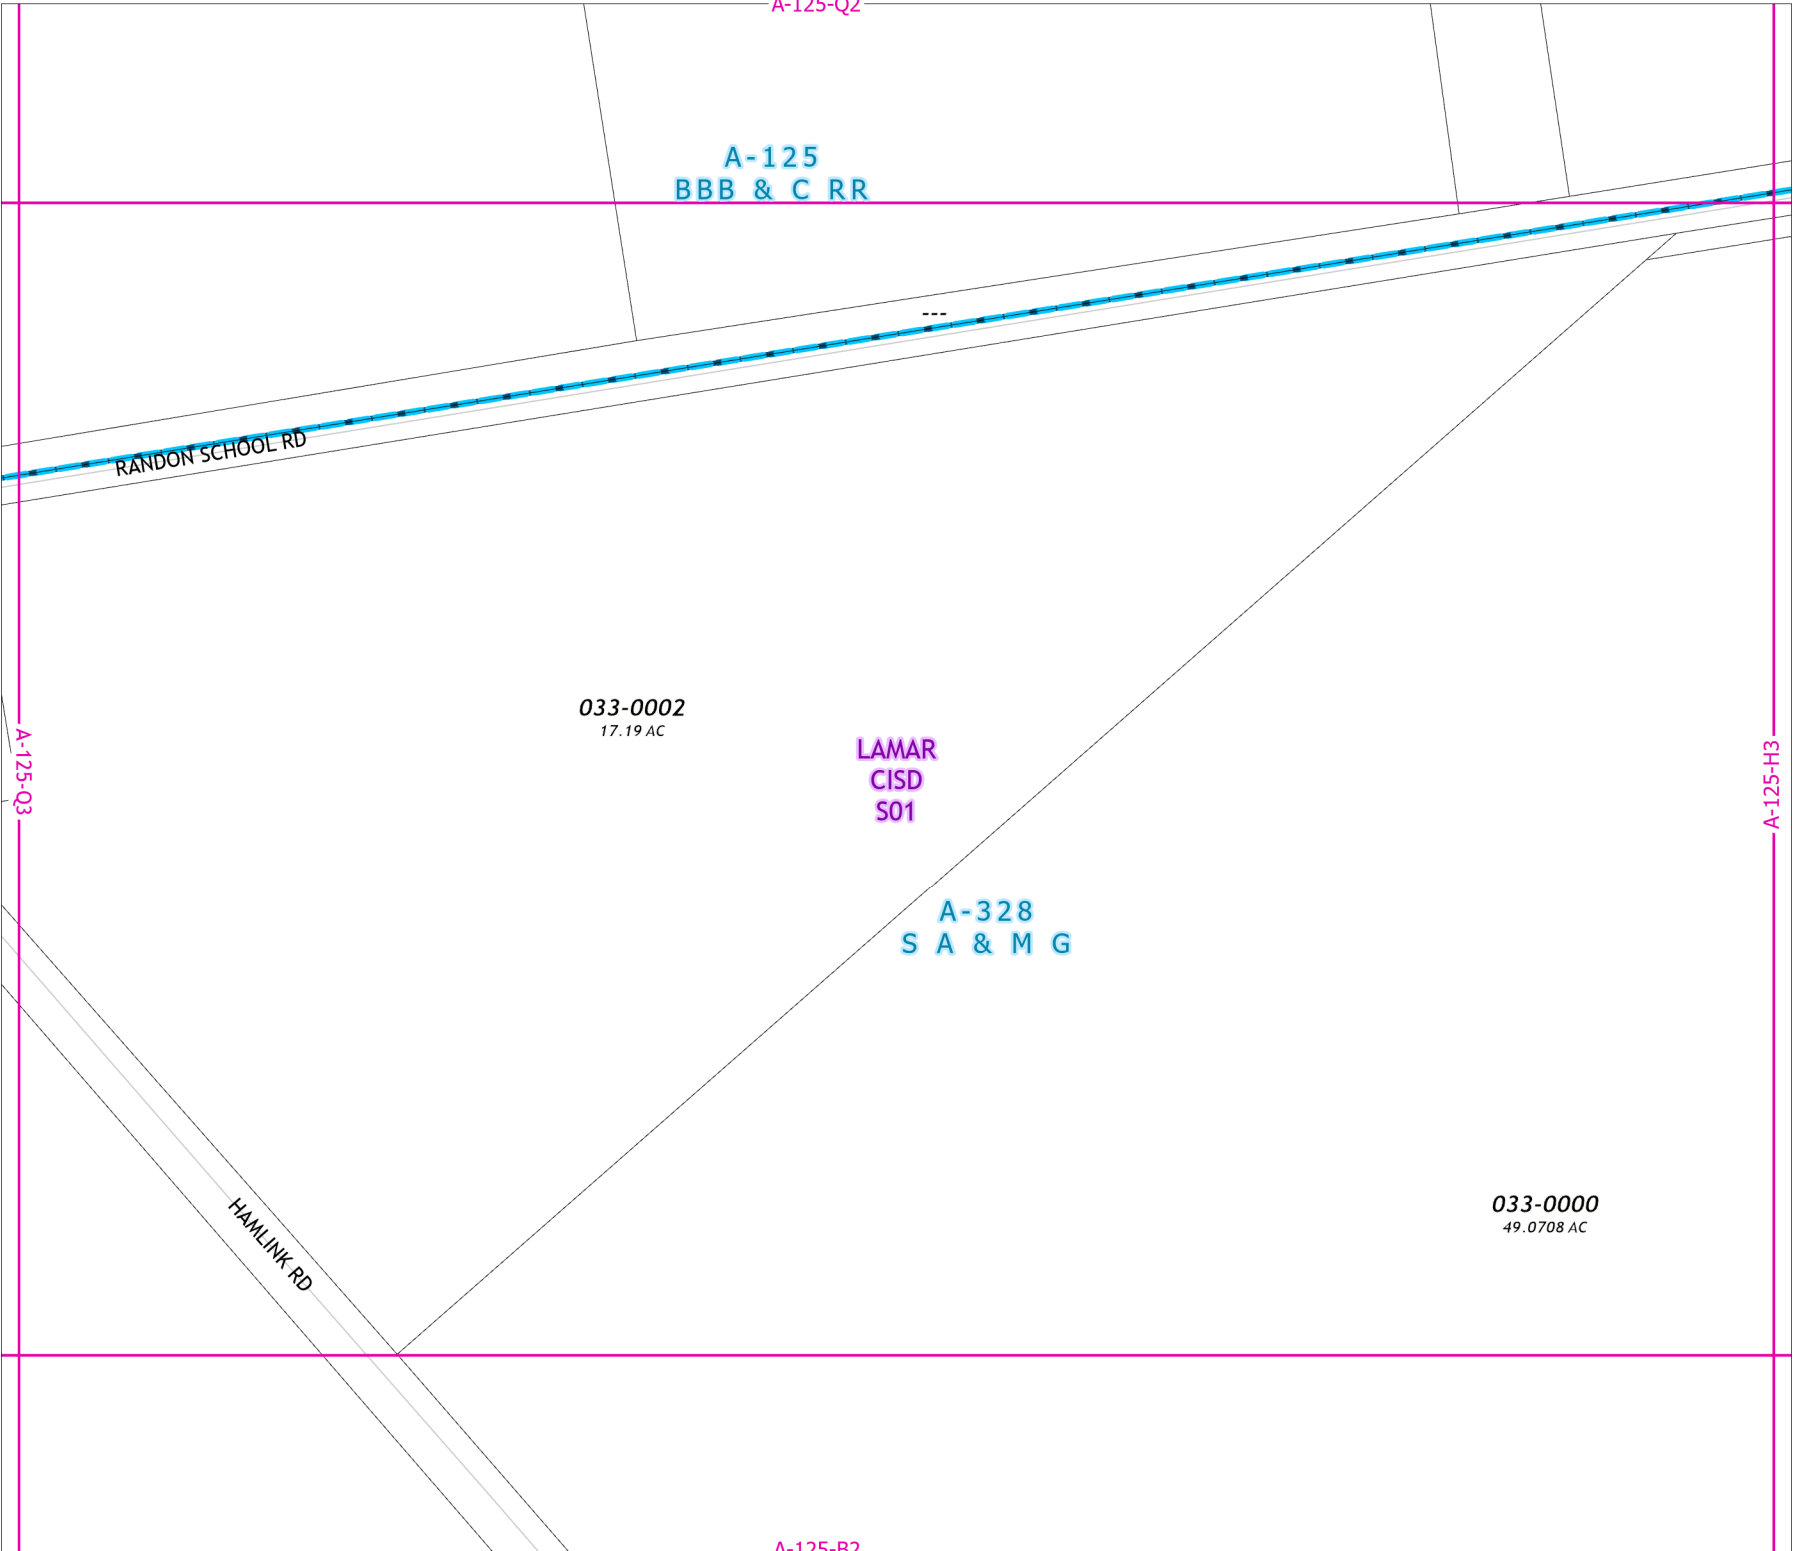 A-125-Q2
A-125
BBB & C RR
---
RANDON SCHOOL RD
033-0002
17.19 AC
LAMAR
CISD
S01
A-125-Q3
A-125-H3
A-328
S A & M G
033-0000
49.0708 AC
HAMLINK RD
A-125-B2